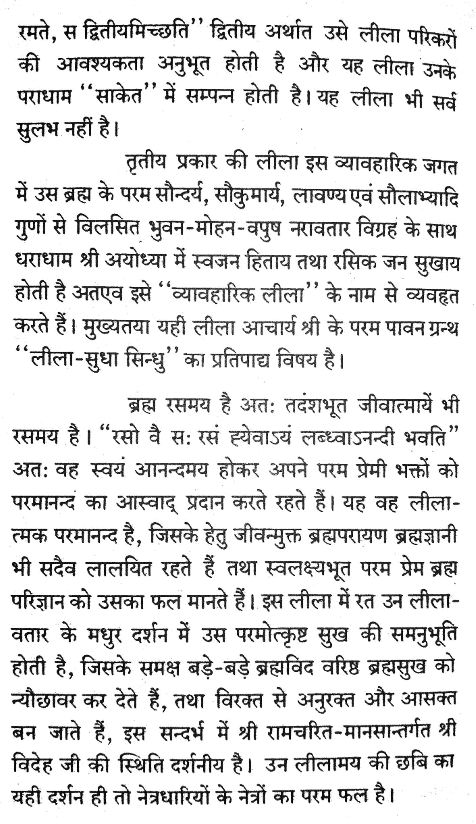 रमते, स द्वितीयमिच्छति’’ द्वितीय अर्थात उसे लीला परिकरों
की आवश्यकता अनुभूत होती है और यह लीला उनके
पराधाम ‘‘साकेत’’ में सम्पन्न होती है। यह लीला भी सर्व
सुलभ नहीं है।
तृतीय प्रकार की लीला इस व्यावहारिक जगत
में उस ब्रह्म के परम सौन्दर्य, सौकुमार्य, लावण्य एवं सौलाभ्यादि
गुणों से विलसित भुवन-मोहन-वपुष नरावतार विग्रह के साथ
धराधाम श्री अयोध्या में स्वजन हिताय तथा रसिक जन सुखाय
होती है अतएव इसे ‘‘व्यावहारिक लीला’’ के नाम से व्यवहृत
करते हैं। मुख्यतया यही लीला आचार्य श्री के परम पावन ग्रन्थ
‘‘लीला-सुधा सिन्धु’’ का प्रतिपाद्य विषय है।
ब्रह्म रसमय है अत: तदंशभूत जीवात्मायें भी
रसमय है। ‘‘रसो वै स: रसं ह्येवाऽयं लब्ध्वाऽनन्दी भवति’’
अत: वह स्वयं आनन्दमय होकर अपने परम प्रेमी भक्तों को
परमानन्द का आस्वाद् प्रदान करते रहते हैं। यह वह लीला-
त्मक परमानन्द है, जिसके हेतु जीवन्मुक्त ब्रह्मपरायण ब्रह्मज्ञानी
भी सदैव लालयित रहते हैं तथा स्वलक्ष्यभूत परम प्रेम ब्रह्म
परिज्ञान को उसका फल मानते हैं। इस लीला में रत उन लीला-
वतार के मधुर दर्शन में उस परमोत्कृष्ट सुख की समनुभूति
होती है, जिसके समक्ष बड़े-बड़े ब्रह्मविद वरिष्ठ ब्रह्मसुख को
न्यौछावर कर देते हैं, तथा विरक्त से अनुरक्त और आसक्त
बन जाते हैं, इस सन्दर्भ में श्री रामचरित-मानसान्तर्गत श्री
विदेह जी की स्थिति दर्शनीय है। उन लीलामय की छबि का
यही दर्शन ही तो नेत्रधारियों के नेत्रों का परम फल है।